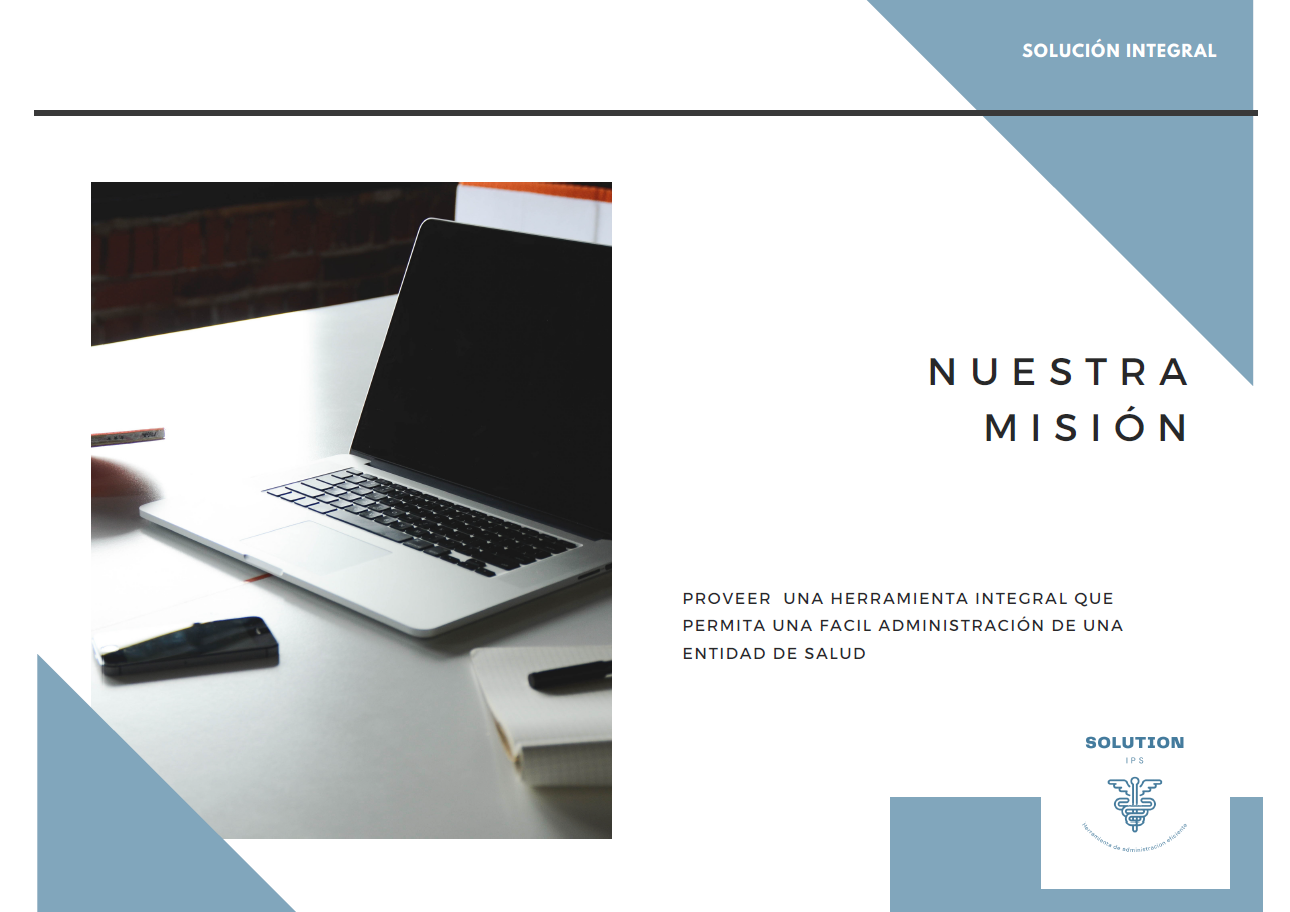 SOLUCIÓN INTEGRAL
NUESTRA
MISIÓN
PROVEER UNA HERRAMIENTA INTEGRAL QUE
PERMITA UNA FACIL ADMINISTRACIÓN DE UNA
ENTIDAD DE SALUD
SOLUTION
IPS
Herramienta de administracion eficiente